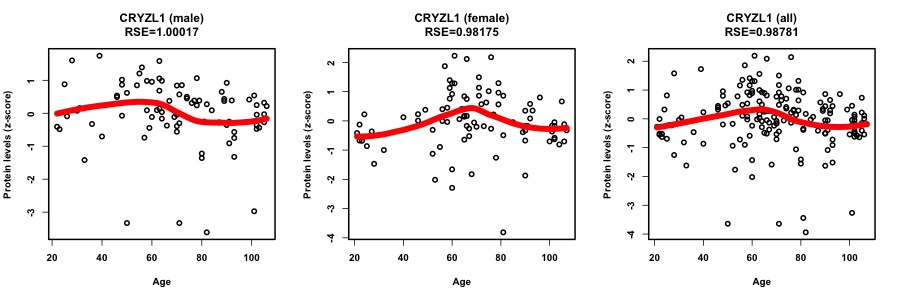 CRYZL1 (male)
RSE=1.00017
Protein levels (z-score)
1
0
-1
-2
-3
20
40
60
80
100
Age
CRYZL1 (female)
RSE=0.98175
Protein levels (z-score)
2
1
0
-1
-2
-3
-4
20
40
60
80
100
Age
CRYZL1 (all)
RSE=0.98781
Protein levels (z-score)
2
1
0
-1
-2
-3
-4
20
40
60
80
100
Age